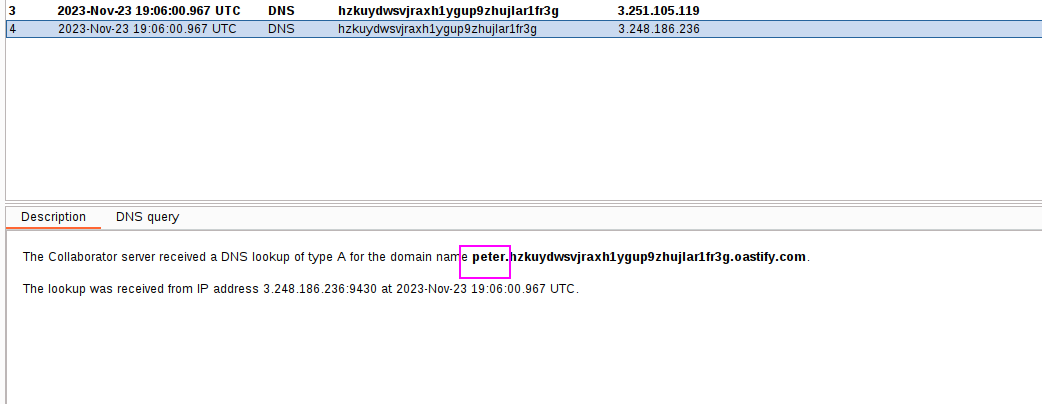 3 2023-Nov-23 19:06:00.967 UTC DNS hzkuydwsvjraxh1ygup9zhujlar1fr3g 3.251.105.119
4 2023-Nov-23 19:06:00.967 UTC DNS hzkuydwsvjraxh1ygup9zhujlar1fr3g 3.248.186.236
Description DNS query
The Collaborator server received a DNS lookup of type A for the domain name peter.hzkuydwsvjraxh1ygup9zhujlar1fr3g.oastify.com.
The lookup was received from IP address 3.248.186.236:9430 at 2023-Nov-23 19:06:00.967 UTC.